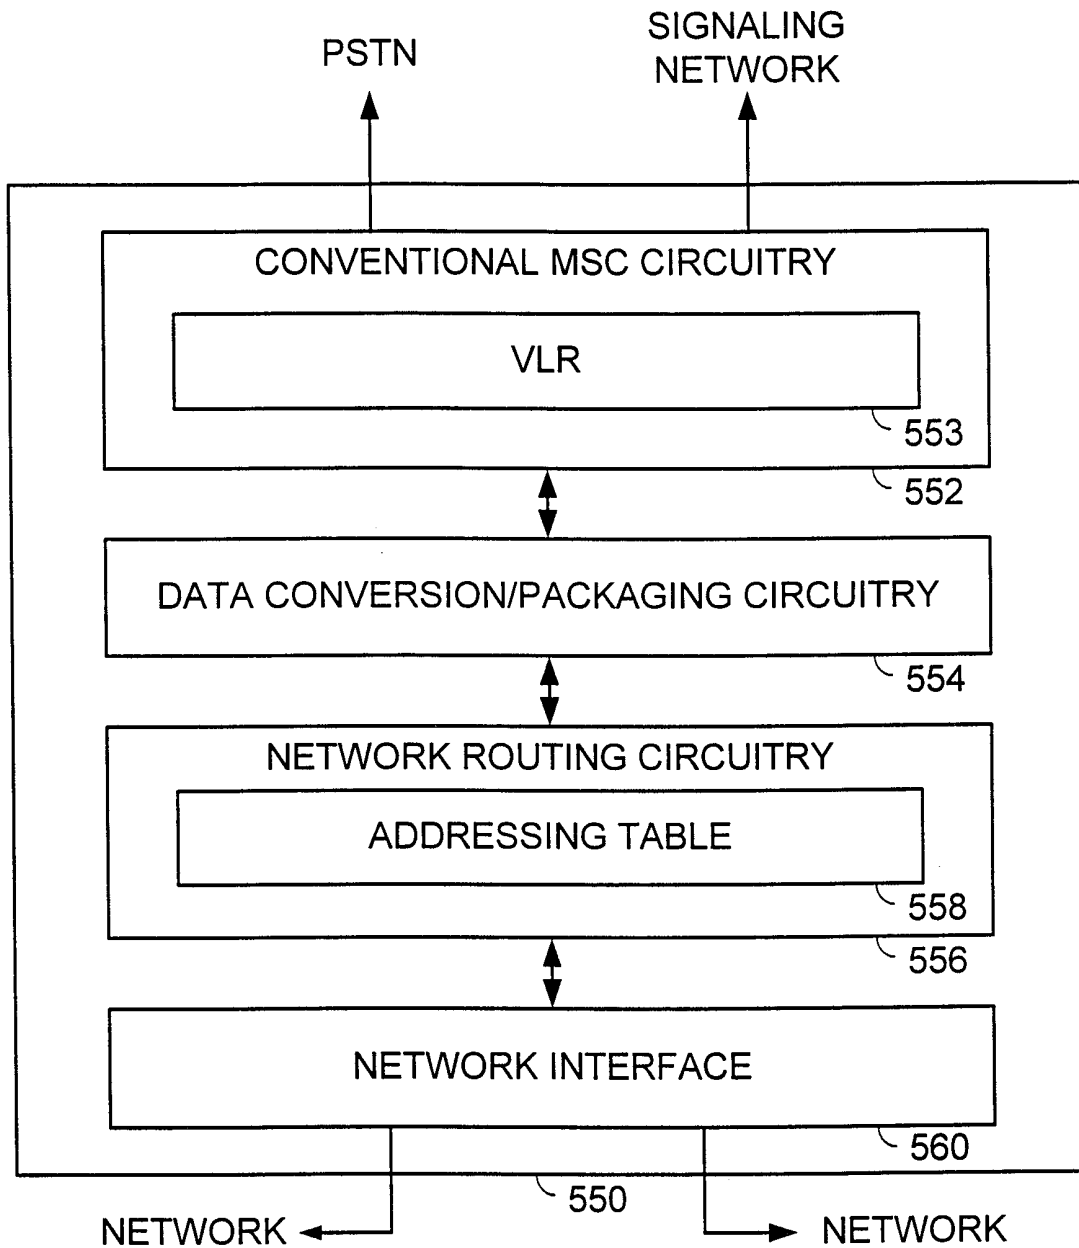 PSTN
SIGNALING
NETWORK
CONVENTIONAL MSC CIRCUITRY
VLR
553
552
DATA CONVERSION/PACKAGING CIRCUITRY
554
NETWORK ROUTING CIRCUITRY
ADDRESSING TABLE
558
556
NETWORK INTERFACE
560
550
NETWORK
NETWORK